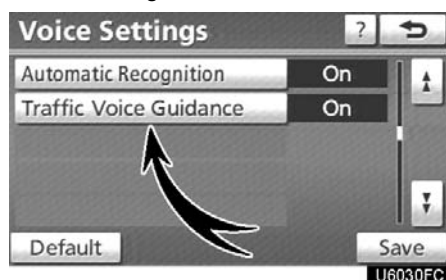 Voice Settings ?
Automatic Recognition On
Traffic Voice Guidance On
Default Save
U6030FC